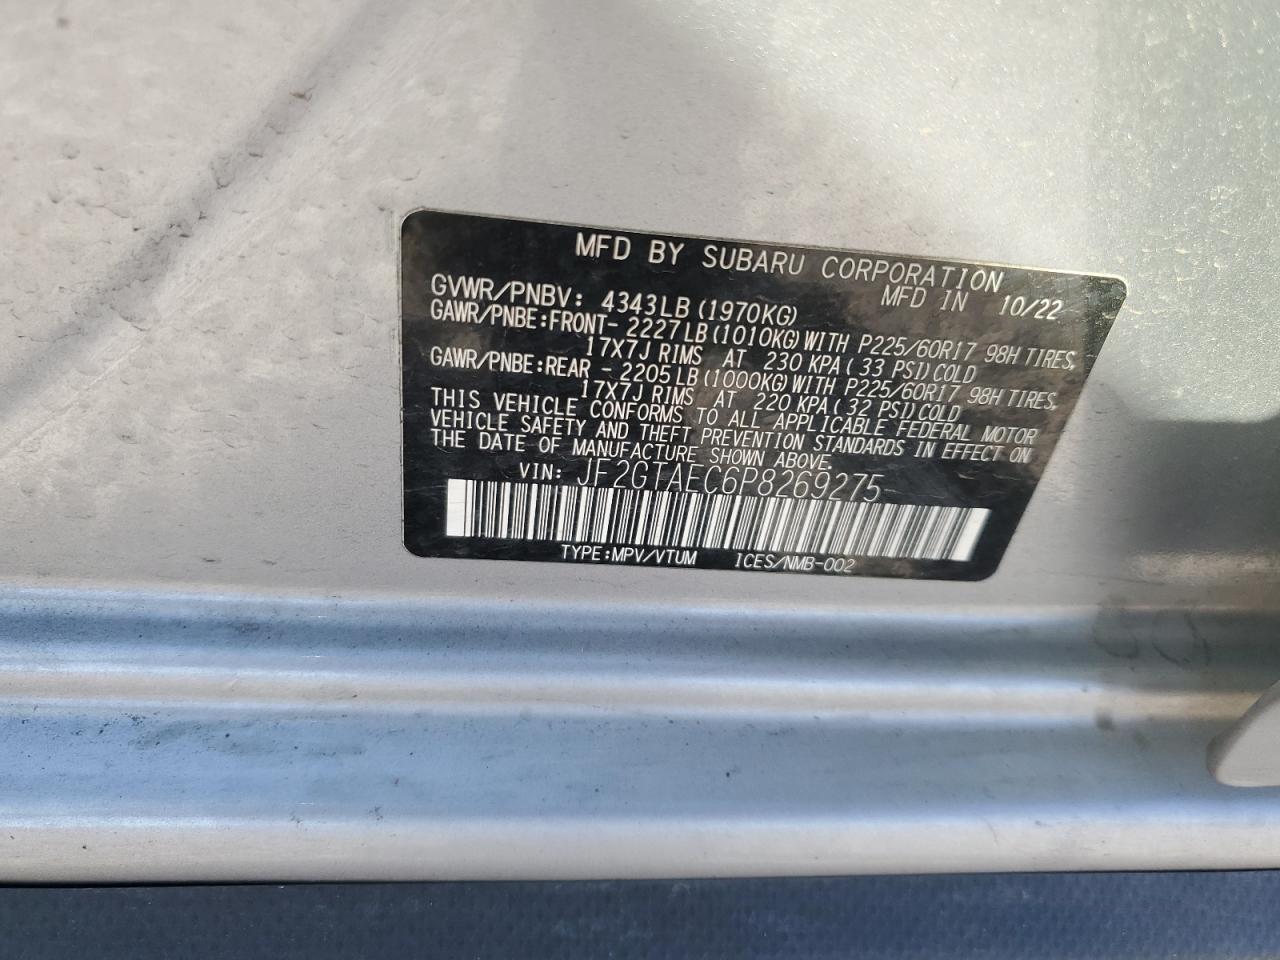 MFD BY SUBARU CORPORATION
MFD IN 10/22
GVWR/PNBV: 4343LB (1970KG)
GAWR/PNBE:FRONT- 2227LB (1010KG) WITH P225/60R17 98H TIRES,
17X7J RIMS AT 230 KPA (33 PSI) COLD
GAWR/PNBE:REAR - 2205LB (1000KG) WITH P225/60R17 98H TIRES,
17X7J RIMS AT 220 KPA (32 PSI) COLD
THIS VEHICLE CONFORMS TO ALL APPLICABLE FEDERAL MOTOR
VEHICLE SAFETY AND THEFT PREVENTION STANDARDS IN EFFECT ON
THE DATE OF MANUFACTURE SHOWN ABOVE.
VIN: JF2GTAEC6P8269275
TYPE:MPV/VTUM ICES/NMB-002